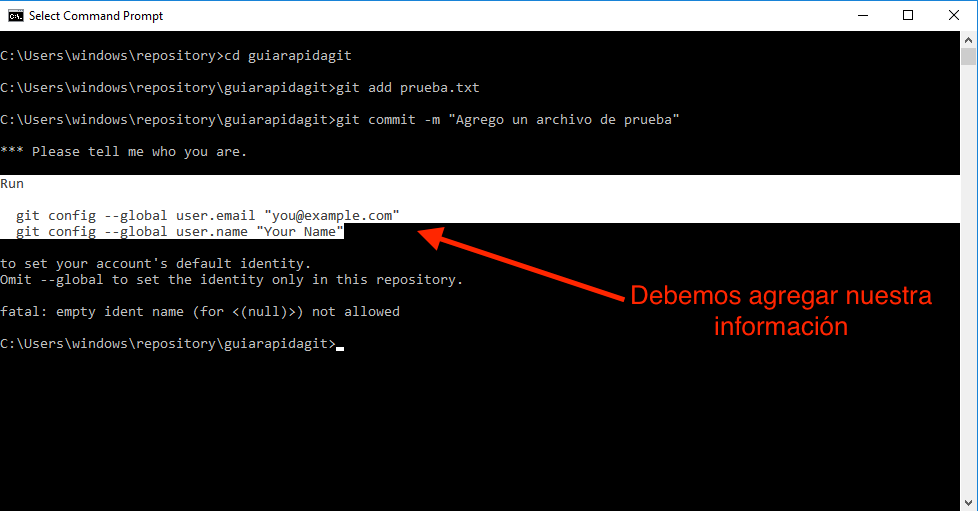 Select Command Prompt
C:\Users\windows\repository>cd guiarapidagit
C:\Users\windows\repository\guiarapidagit>git add prueba.txt
C:\Users\windows\repository\guiarapidagit>git commit -m "Agrego un archivo de prueba"
*** Please tell me who you are.
Run
  git config --global user.email "you@example.com"
  git config --global user.name "Your Name"
to set your account's default identity.
Omit --global to set the identity only in this repository.
fatal: empty ident name (for <(null)>) not allowed
C:\Users\windows\repository\guiarapidagit>
Debemos agregar nuestra
información